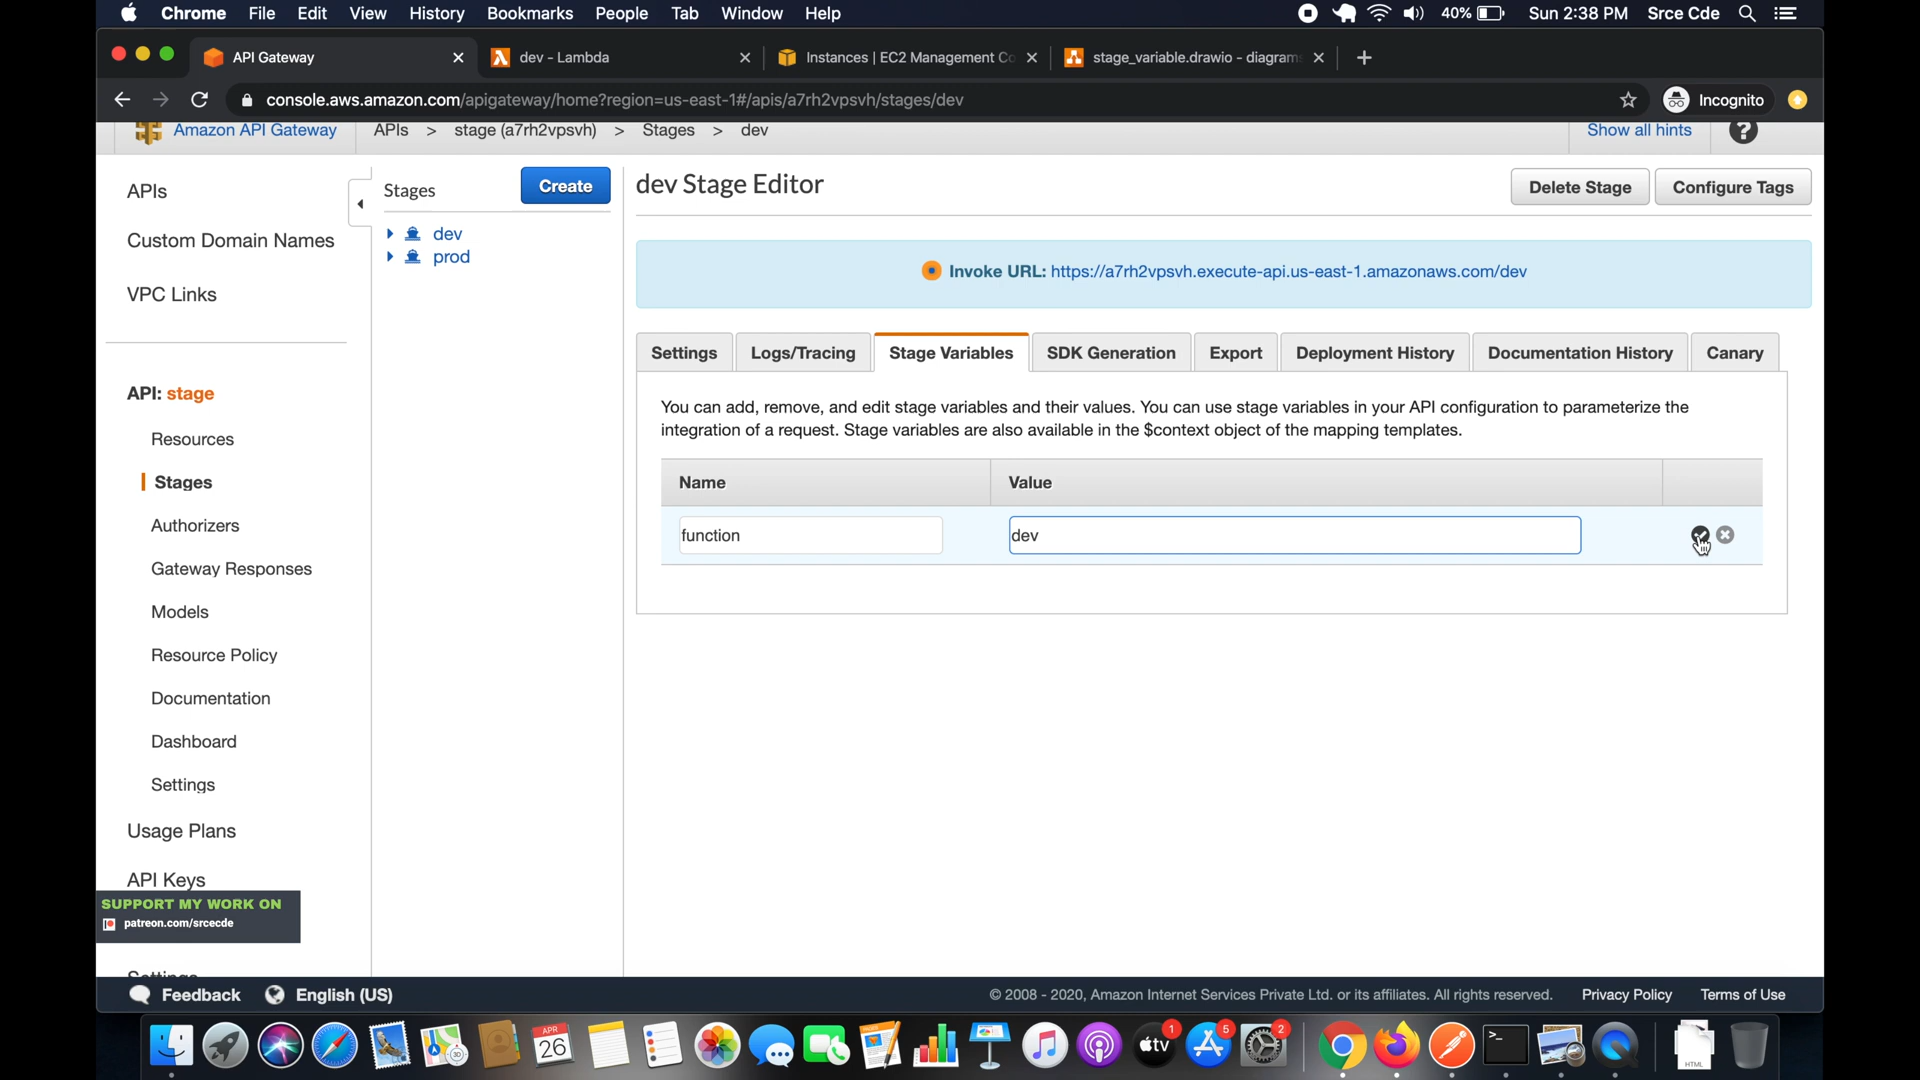 Chrome File Edit View History Bookmarks People Tab Window Help 40% Sun 2:38 PM Srce Cde
API Gateway
dev - Lambda
Instances | EC2 Management Co
stage_variable.drawio - diagrams
console.aws.amazon.com/apigateway/home?region=us-east-1#/apis/a7rh2vpsvh/stages/dev
Incognito
Amazon API Gateway APIs > stage (a7rh2vpsvh) > Stages > dev Show all hints ?
APIs
Custom Domain Names
VPC Links
API: stage
Resources
Stages
Authorizers
Gateway Responses
Models
Resource Policy
Documentation
Dashboard
Settings
Usage Plans
API Keys
SUPPORT MY WORK ON
patreon.com/srcecde
Settings
Stages Create
dev
prod
dev Stage Editor Delete Stage Configure Tags
Invoke URL: https://a7rh2vpsvh.execute-api.us-east-1.amazonaws.com/dev
Settings Logs/Tracing Stage Variables SDK Generation Export Deployment History Documentation History Canary
You can add, remove, and edit stage variables and their values. You can use stage variables in your API configuration to parameterize the
integration of a request. Stage variables are also available in the $context object of the mapping templates.
Name Value
function dev
Feedback English (US) © 2008 - 2020, Amazon Internet Services Private Ltd. or its affiliates. All rights reserved. Privacy Policy Terms of Use
APR
26
tv
1
5
2
HTML